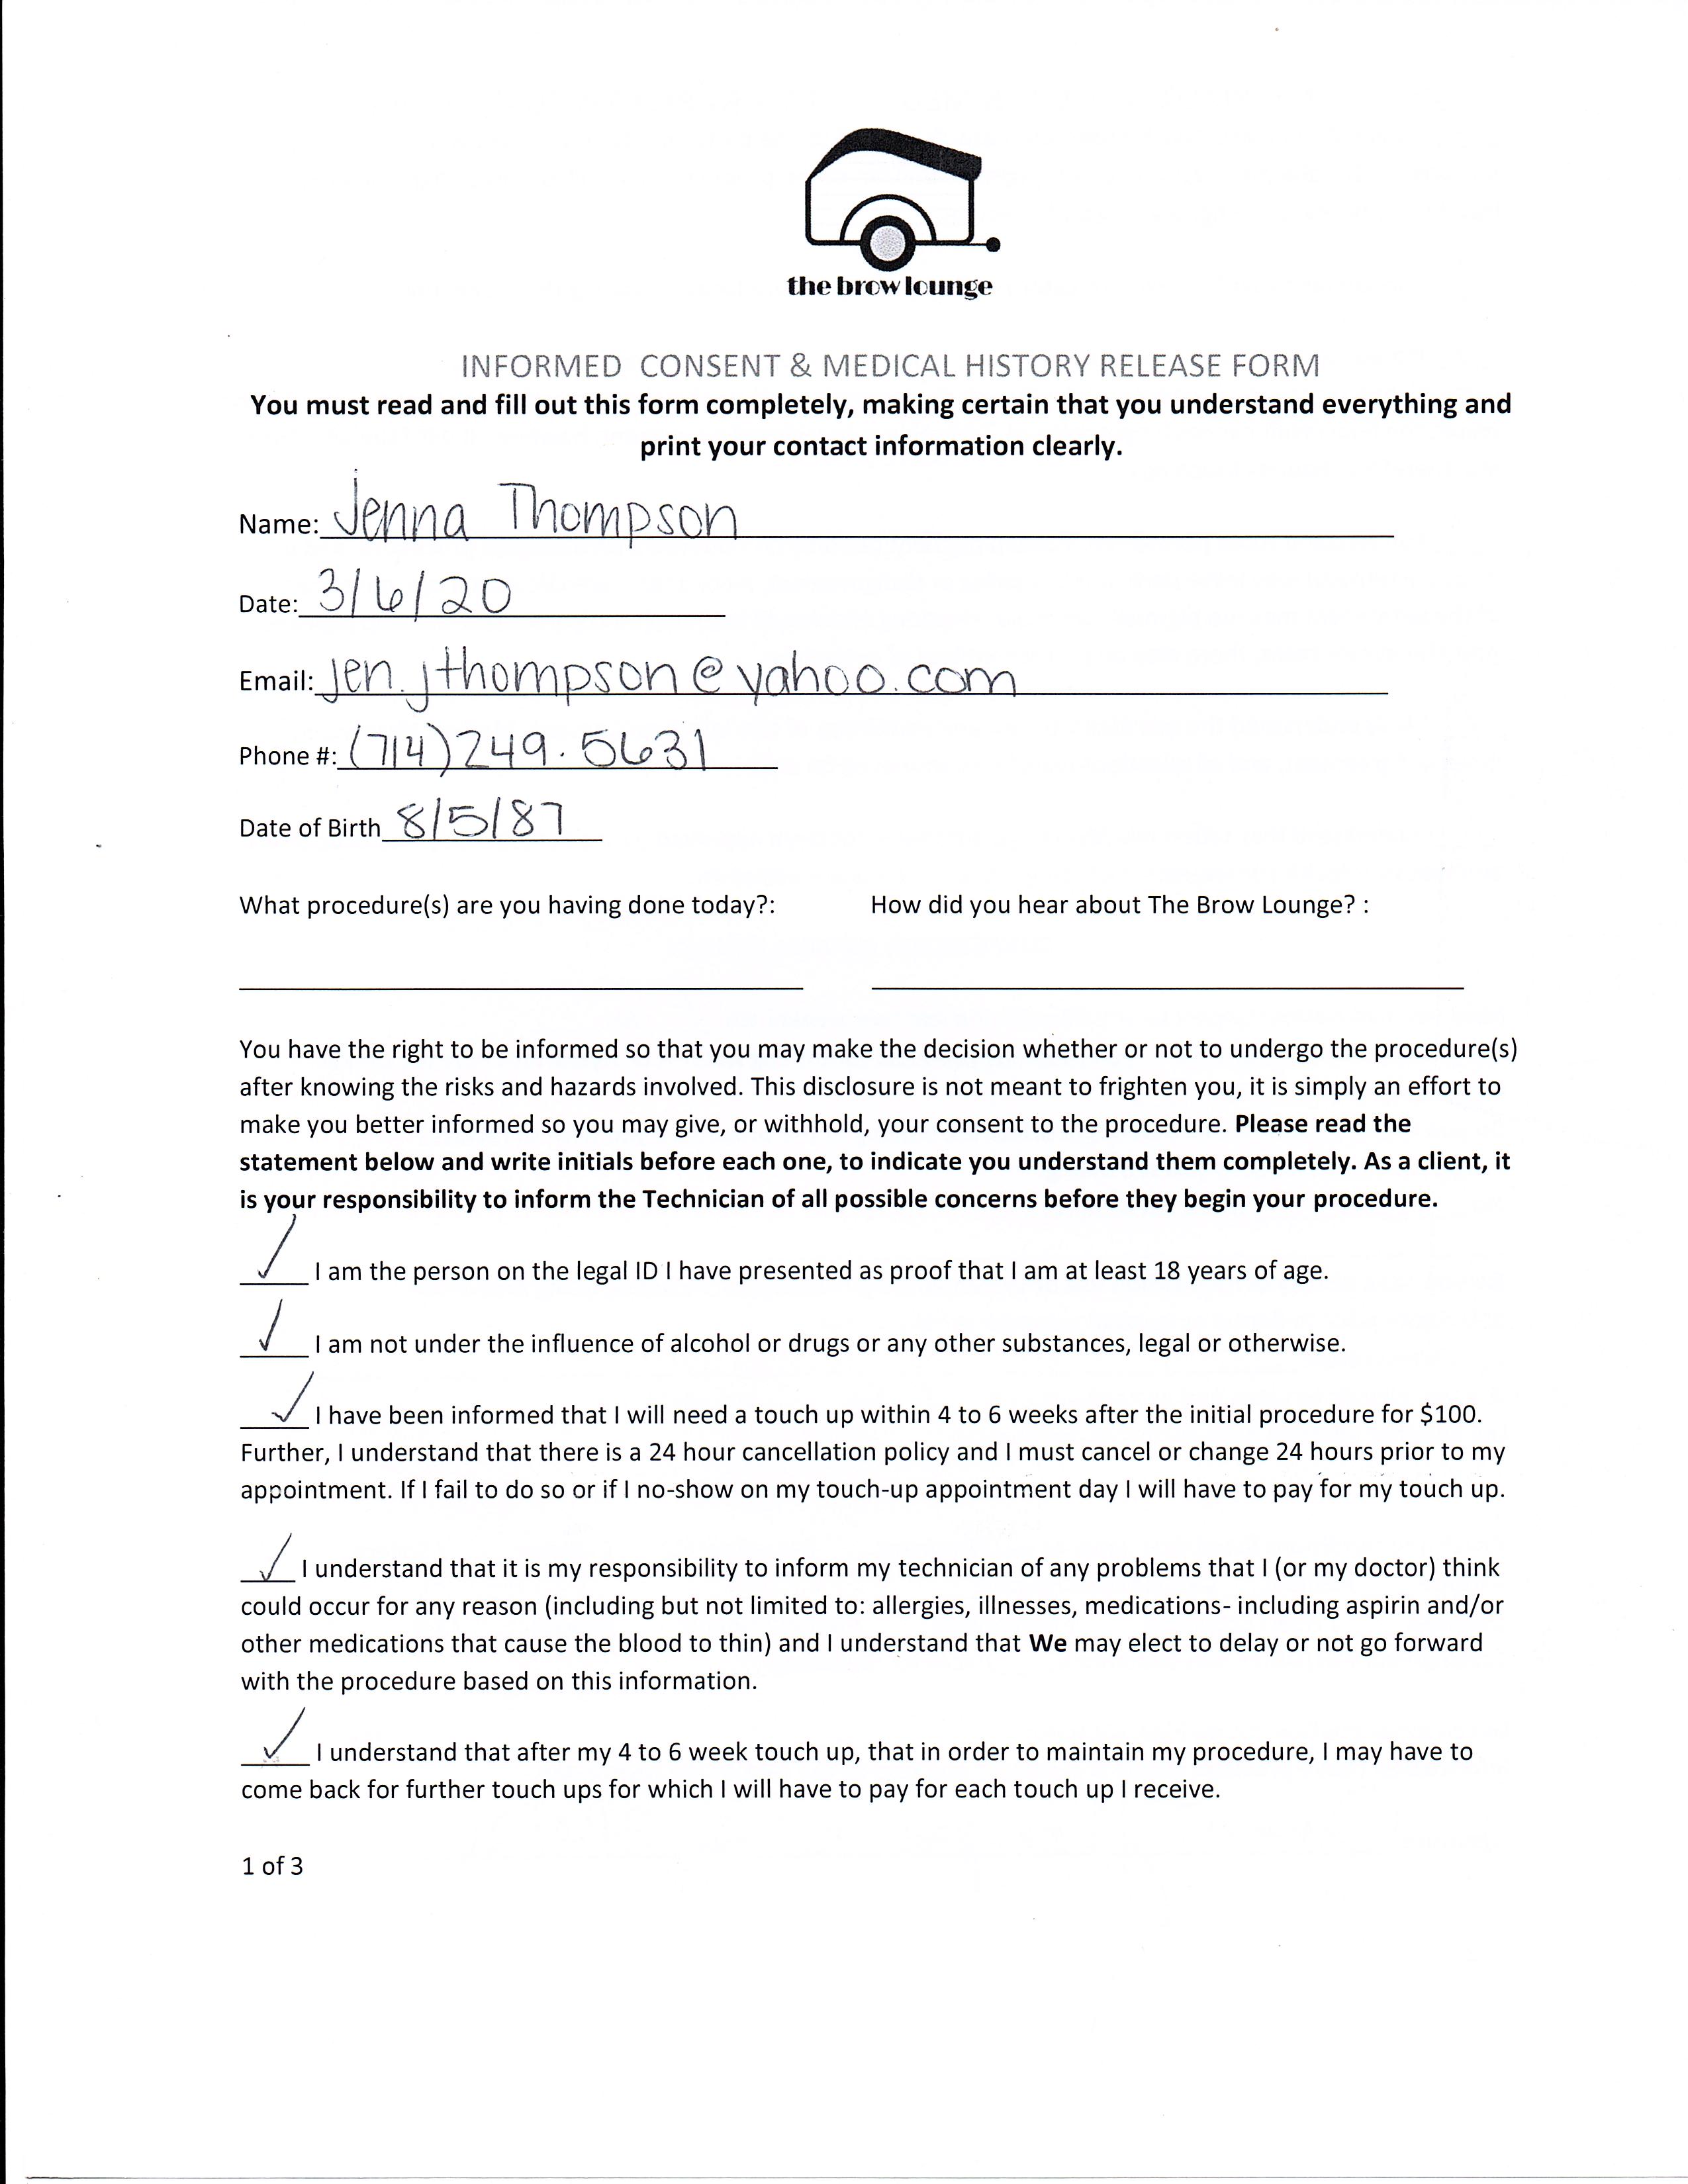 the brow lounge
INFORMED CONSENT & MEDICAL HISTORY RELEASE FORM
You must read and fill out this form completely, making certain that you understand everything and
print your contact information clearly.
Name: Jenna Thompson
Date: 3/6/20
Email: jen.jthompson@yahoo.com
Phone #: (714)249.5631
Date of Birth 8/5/87
What procedure(s) are you having done today?: How did you hear about The Brow Lounge? :
You have the right to be informed so that you may make the decision whether or not to undergo the procedure(s)
after knowing the risks and hazards involved. This disclosure is not meant to frighten you, it is simply an effort to
make you better informed so you may give, or withhold, your consent to the procedure. Please read the
statement below and write initials before each one, to indicate you understand them completely. As a client, it
is your responsibility to inform the Technician of all possible concerns before they begin your procedure.
✓ I am the person on the legal ID I have presented as proof that I am at least 18 years of age.
✓ I am not under the influence of alcohol or drugs or any other substances, legal or otherwise.
✓ I have been informed that I will need a touch up within 4 to 6 weeks after the initial procedure for $100.
Further, I understand that there is a 24 hour cancellation policy and I must cancel or change 24 hours prior to my
appointment. If I fail to do so or if I no-show on my touch-up appointment day I will have to pay for my touch up.
✓ I understand that it is my responsibility to inform my technician of any problems that I (or my doctor) think
could occur for any reason (including but not limited to: allergies, illnesses, medications- including aspirin and/or
other medications that cause the blood to thin) and I understand that We may elect to delay or not go forward
with the procedure based on this information.
✓ I understand that after my 4 to 6 week touch up, that in order to maintain my procedure, I may have to
come back for further touch ups for which I will have to pay for each touch up I receive.
1 of 3